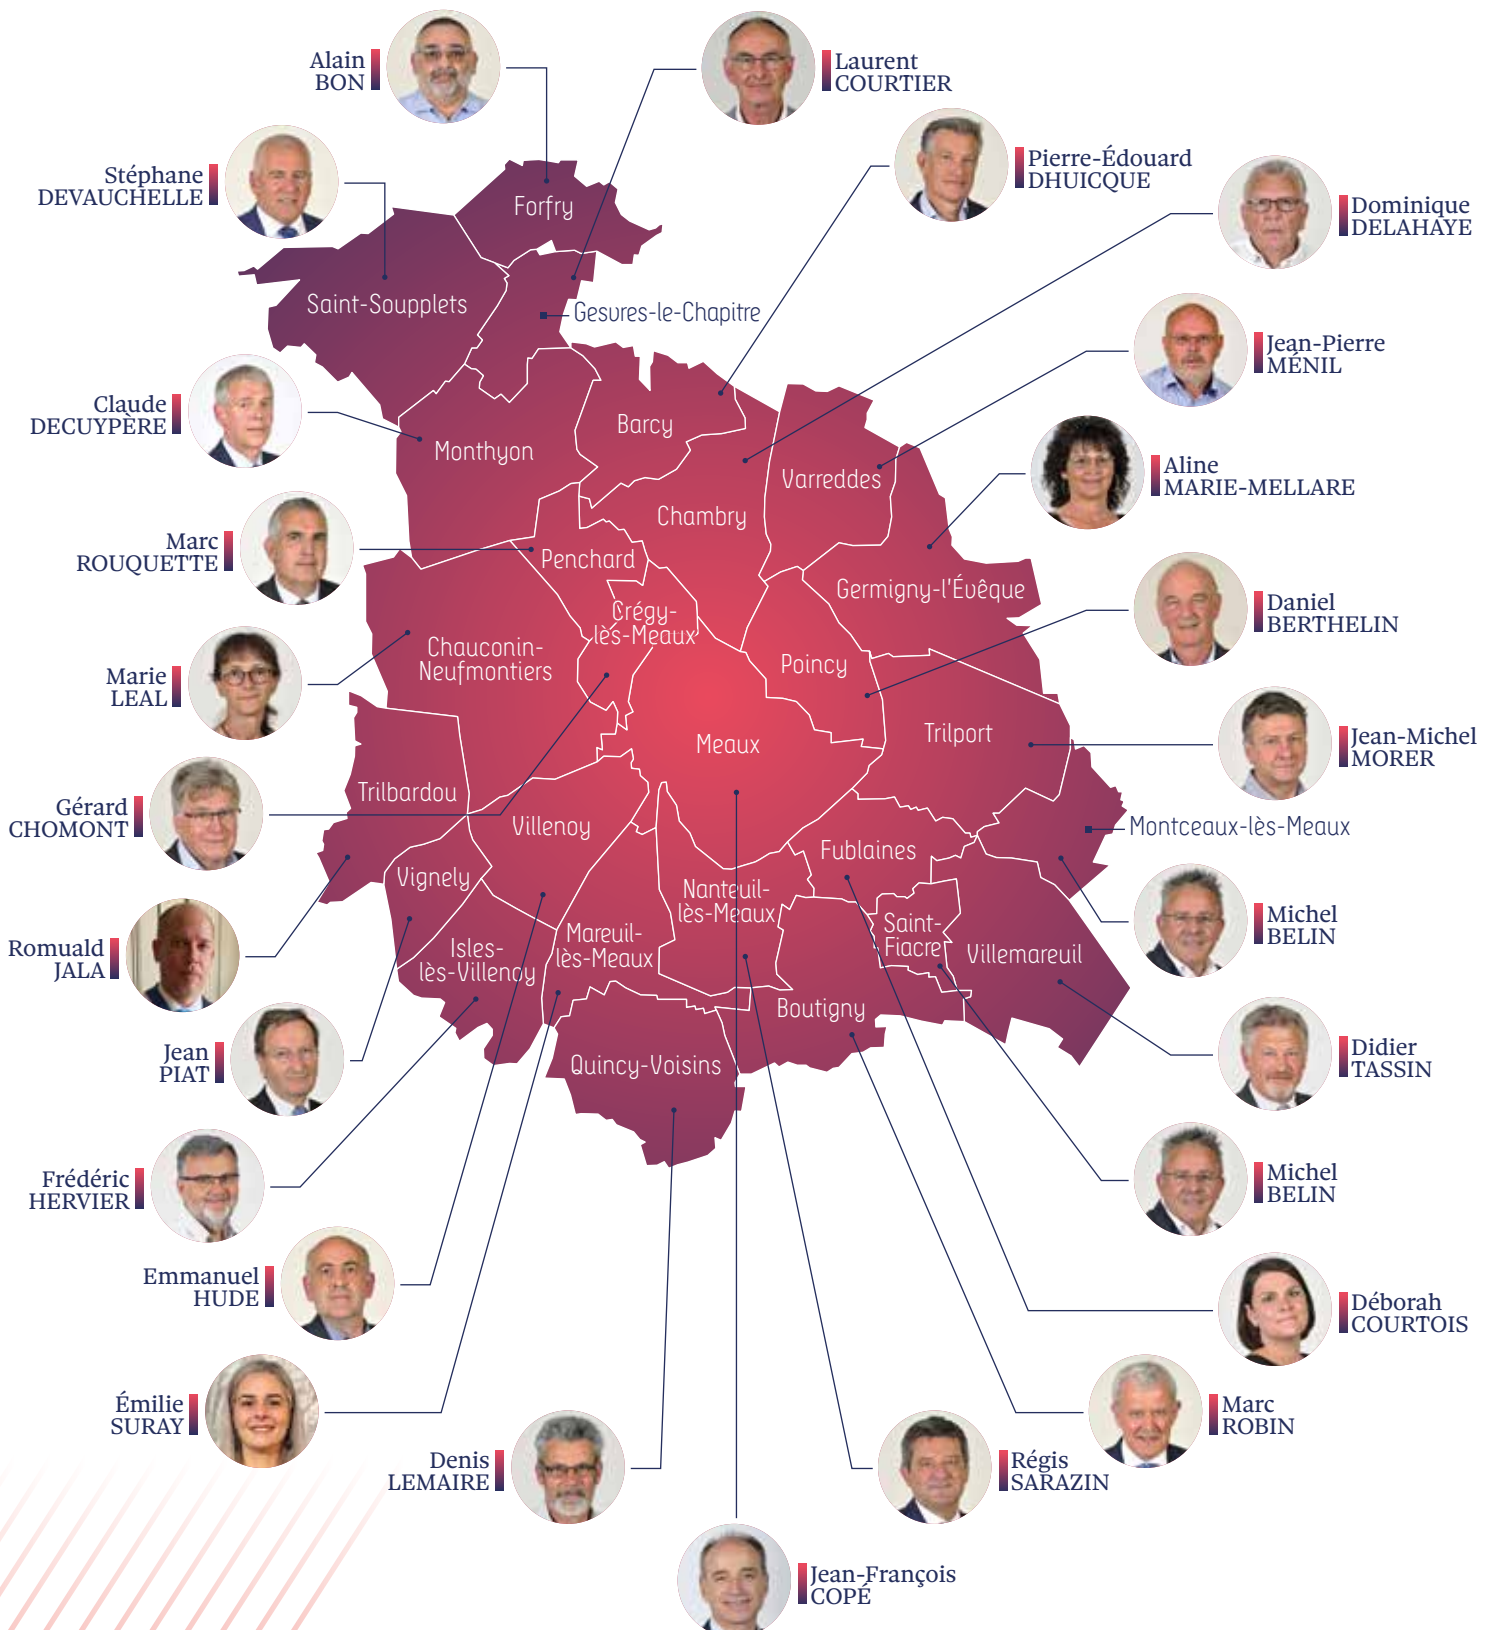 Alain
BON
Laurent
COURTIER
Stéphane
DEVAUCHELLE
Pierre-Édouard
DHUICQUE
Dominique
DELAHAYE
Forfry
Saint-Soupplets
Gesvres-le-Chapitre
Jean-Pierre
MÉNIL
Claude
DECUYPÈRE
Monthyon
Barcy
Varreddes
Aline
MARIE-MELLARE
Chambry
Marc
ROUQUETTE
Penchard
Germigny-l'Évêque
Daniel
BERTHELIN
Crégy-
lès-Meaux
Chauconin-
Neufmontiers
Poincy
Marie
LEAL
Meaux
Trilport
Jean-Michel
MORER
Trilbardou
Gérard
CHOMONT
Villenoy
Montceaux-lès-Meaux
Fublaines
Vignely
Nanteuil-
lès-Meaux
Saint-
Fiacre
Michel
BELIN
Romuald
JALA
Isles-
lès-Villenoy
Mareuil-
lès-Meaux
Villemareuil
Boutigny
Jean
PIAT
Quincy-Voisins
Didier
TASSIN
Frédéric
HERVIER
Michel
BELIN
Emmanuel
HUDE
Déborah
COURTOIS
Émilie
SURAY
Marc
ROBIN
Denis
LEMAIRE
Régis
SARAZIN
Jean-François
COPÉ